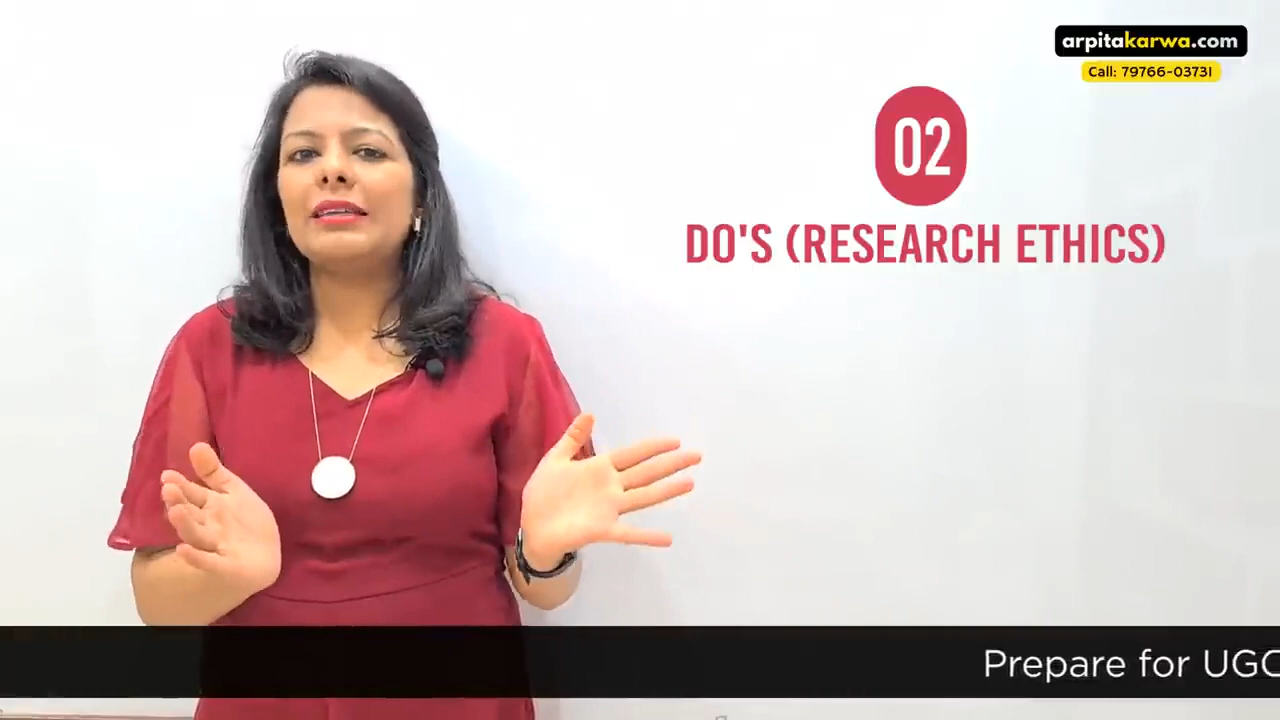 arpitakarwa.com
Call: 79766-03731
02
DO'S (RESEARCH ETHICS)
Prepare for UGC